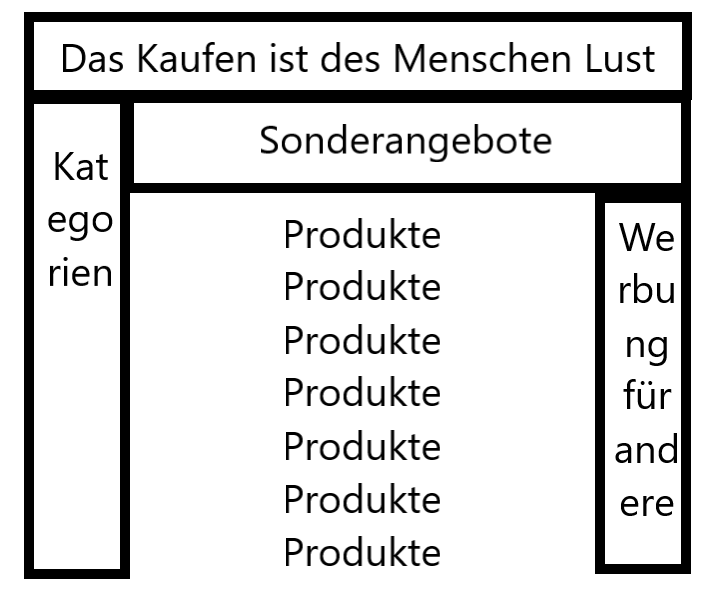 Das Kaufen ist des Menschen Lust
Sonderangebote
Kat
ego
rien
Produkte
Produkte
Produkte
Produkte
Produkte
Produkte
Produkte
We
rbu
ng
für
and
ere